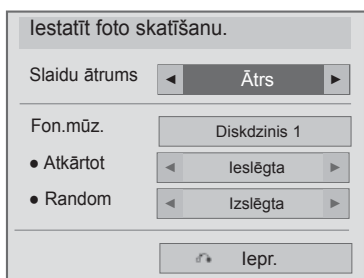 Iestatīt foto skatīšanu.
Slaidu ātrums ◄ Ātrs ►
Fon.mūz. Diskdzinis 1
● Atkārtot ◄ Ieslēgta ►
● Random ◄ Izslēgta ►
Iepr.